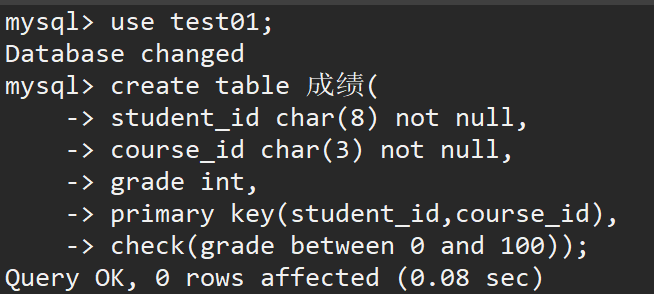 mysql> use test01;
Database changed
mysql> create table 成绩(
    -> student_id char(8) not null,
    -> course_id char(3) not null,
    -> grade int,
    -> primary key(student_id,course_id),
    -> check(grade between 0 and 100));
Query OK, 0 rows affected (0.08 sec)